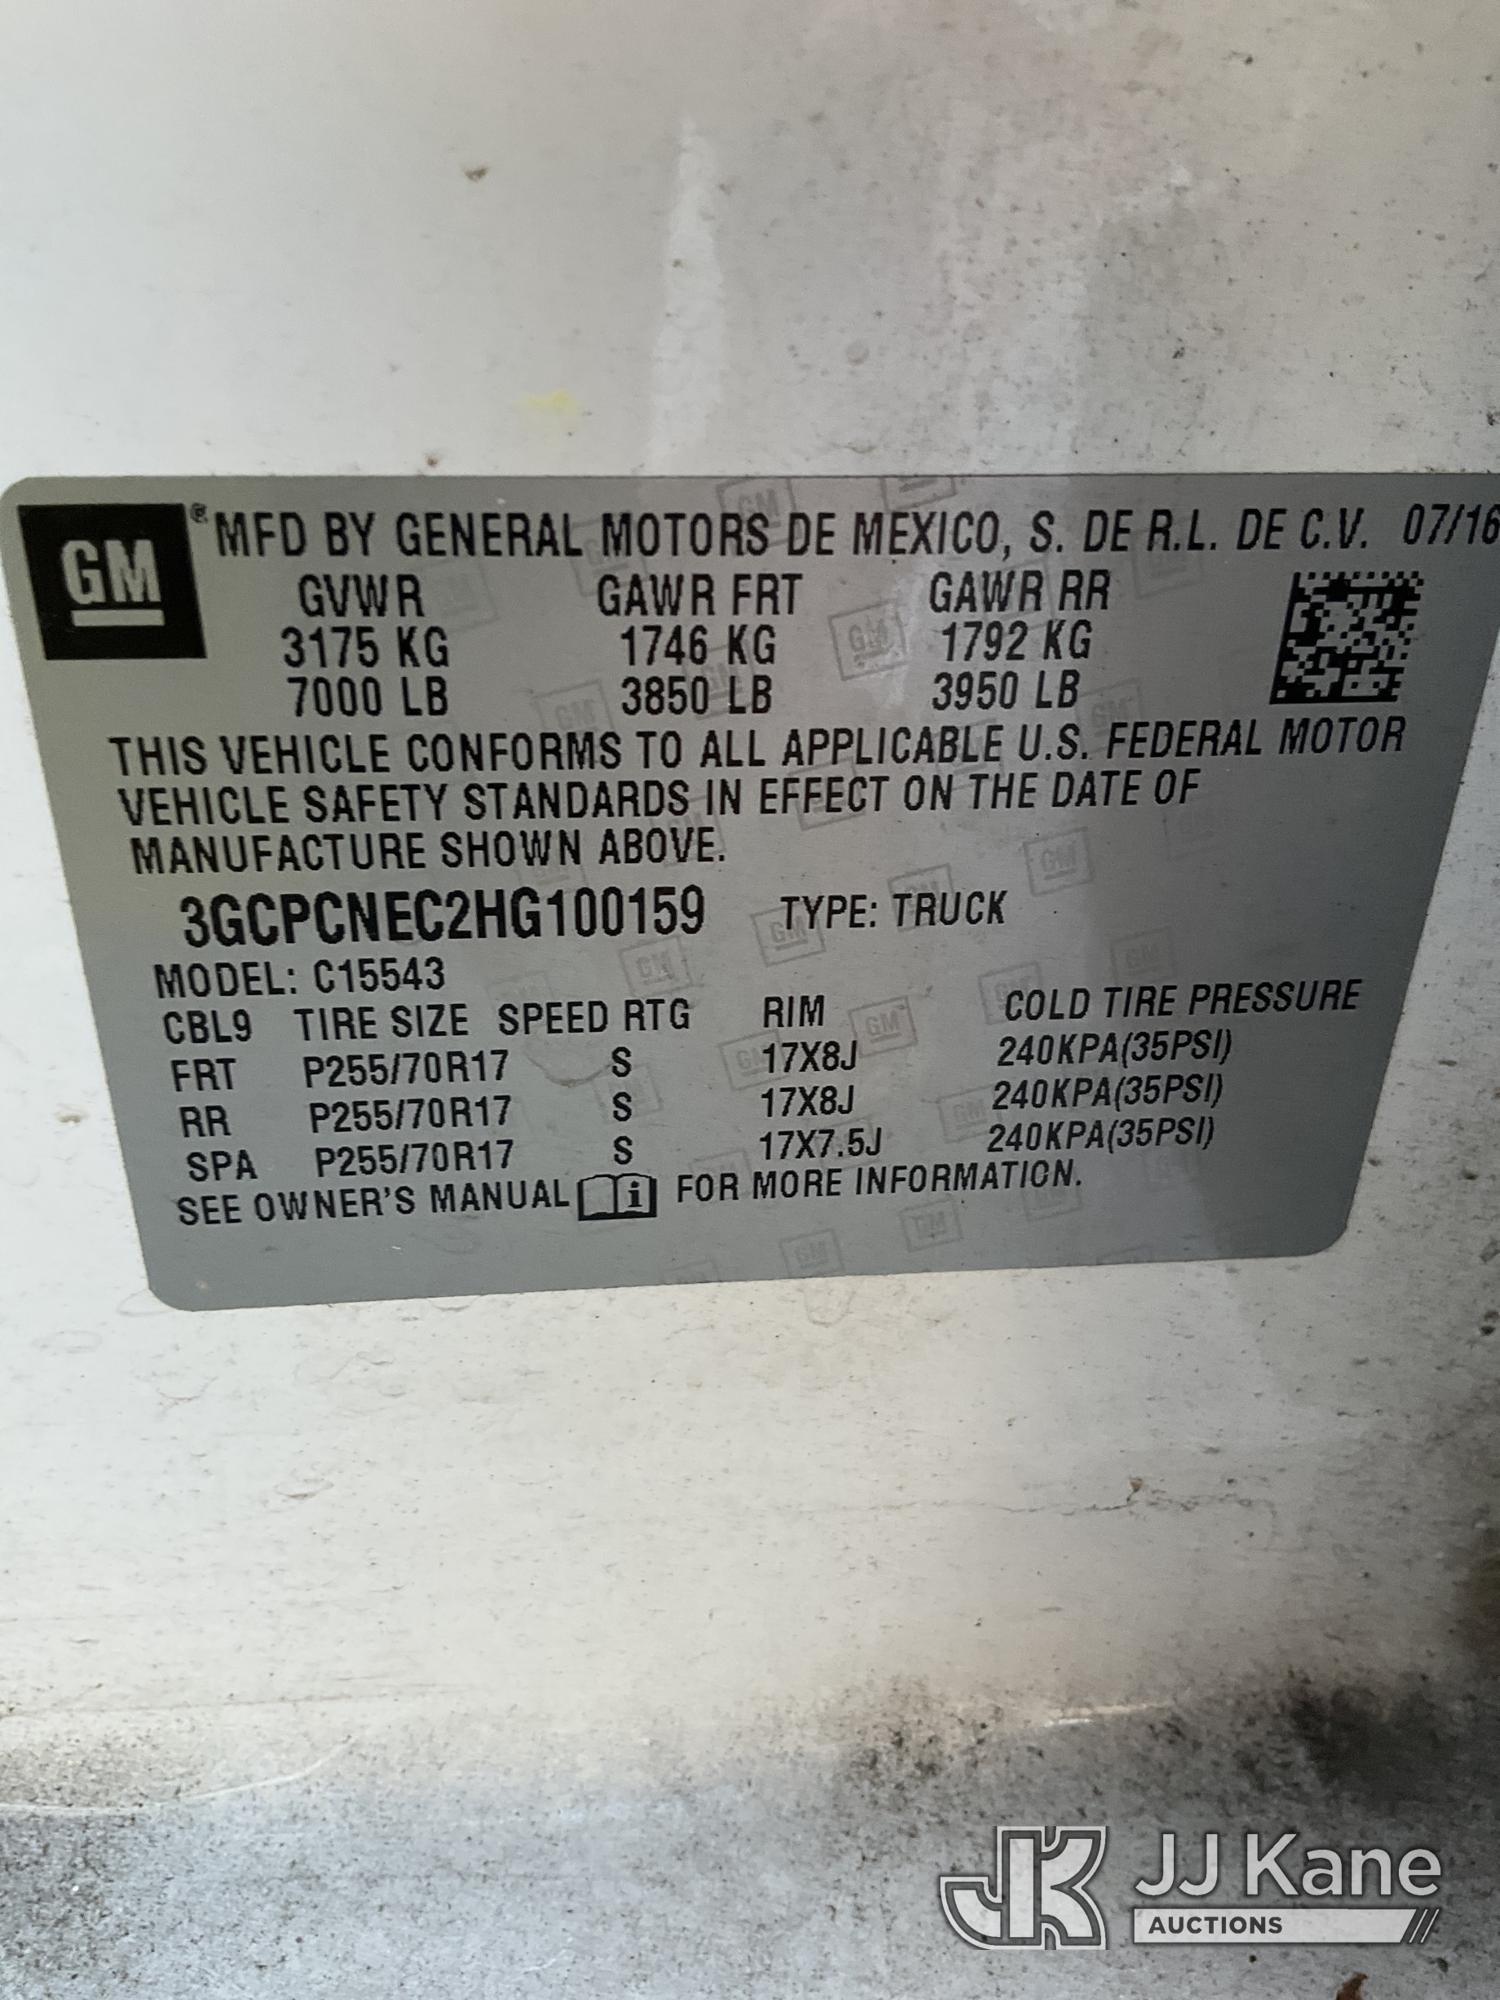 GM
® MFD BY GENERAL MOTORS DE MEXICO, S. DE R.L. DE C.V. 07/16
GVWR GAWR FRT GAWR RR
3175 KG 1746 KG 1792 KG
7000 LB 3850 LB 3950 LB
THIS VEHICLE CONFORMS TO ALL APPLICABLE U.S. FEDERAL MOTOR
VEHICLE SAFETY STANDARDS IN EFFECT ON THE DATE OF
MANUFACTURE SHOWN ABOVE.
3GCPCNEC2HG100159 TYPE: TRUCK
MODEL: C15543
CBL9 TIRE SIZE SPEED RTG RIM COLD TIRE PRESSURE
FRT P255/70R17 S 17X8J 240KPA(35PSI)
RR P255/70R17 S 17X8J 240KPA(35PSI)
SPA P255/70R17 S 17X7.5J 240KPA(35PSI)
SEE OWNER'S MANUAL i FOR MORE INFORMATION.
JK JJ Kane
AUCTIONS